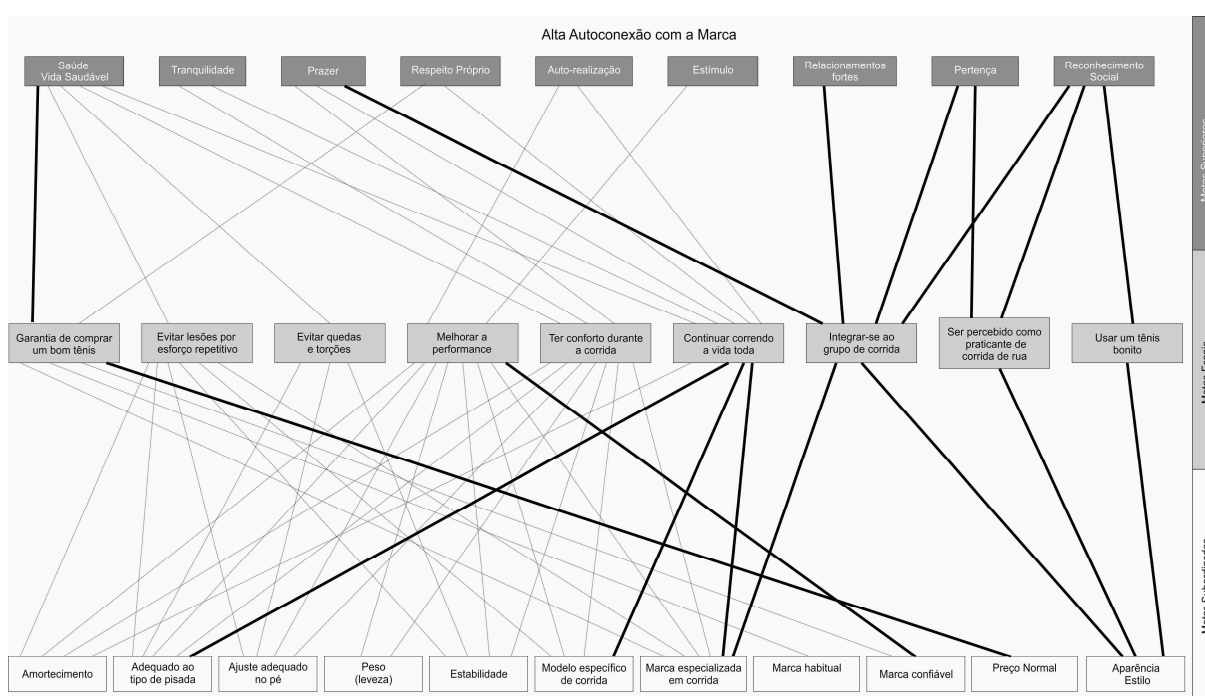 Alta Autoconexão com a Marca
Saúde
Vida Saudável
Tranquilidade
Prazer
Respeito Próprio
Auto-realização
Estímulo
Relacionamentos
fortes
Pertença
Reconhecimento
Social
Garantia de comprar
um bom tênis
Evitar lesões por
esforço repetitivo
Evitar quedas
e torções
Melhorar a
performance
Ter conforto durante
a corrida
Continuar correndo
a vida toda
Integrar-se ao
grupo de corrida
Ser percebido como
praticante de
corrida de rua
Usar um tênis
bonito
Amortecimento
Adequado ao
tipo de pisada
Ajuste adequado
no pé
Peso
(leveza)
Estabilidade
Modelo específico
de corrida
Marca especializada
em corrida
Marca habitual
Marca confiável
Preço Normal
Aparência
Estilo